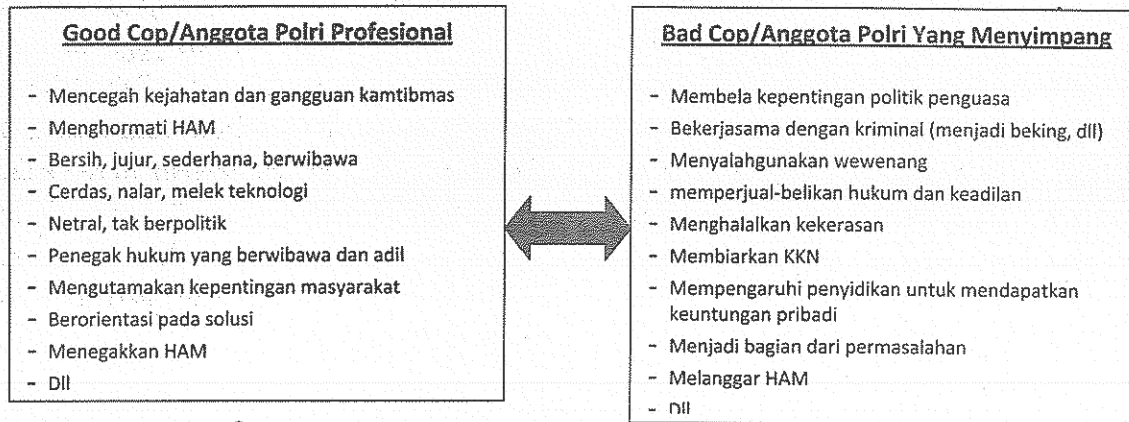 Good Cop/Anggota Polri Profesional
- Mencegah kejahatan dan gangguan kamtibmas
- Menghormati HAM
- Bersih, jujur, sederhana, berwibawa
- Cerdas, nalar, melek teknologi
- Netral, tak berpolitik
- Penegak hukum yang berwibawa dan adil
- Mengutamakan kepentingan masyarakat
- Berorientasi pada solusi
- Menegakkan HAM
- Dll
Bad Cop/Anggota Polri Yang Menyimpang
- Membela kepentingan politik penguasa
- Bekerjasama dengan kriminal (menjadi beking, dll)
- Menyalahgunakan wewenang
- memperjual-belikan hukum dan keadilan
- Menghalalkan kekerasan
- Membiarkan KKN
- Mempengaruhi penyidikan untuk mendapatkan
keuntungan pribadi
- Menjadi bagian dari permasalahan
- Melanggar HAM
- Dll